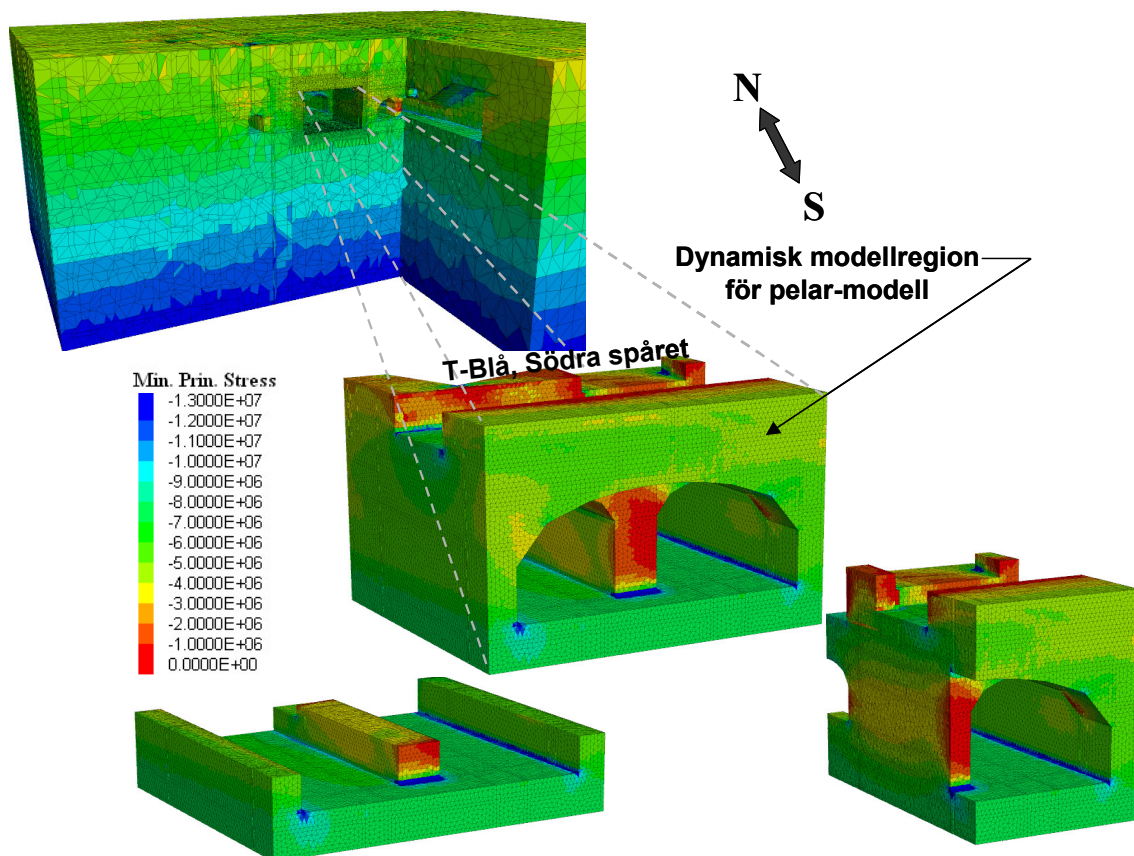 N
S
Dynamisk modellregion
för pelar-modell
T-Blå, Södra spåret
Min. Prin. Stress
-1.3000E+07
-1.2000E+07
-1.1000E+07
-1.0000E+07
-9.0000E+06
-8.0000E+06
-7.0000E+06
-6.0000E+06
-5.0000E+06
-4.0000E+06
-3.0000E+06
-2.0000E+06
-1.0000E+06
0.0000E+00